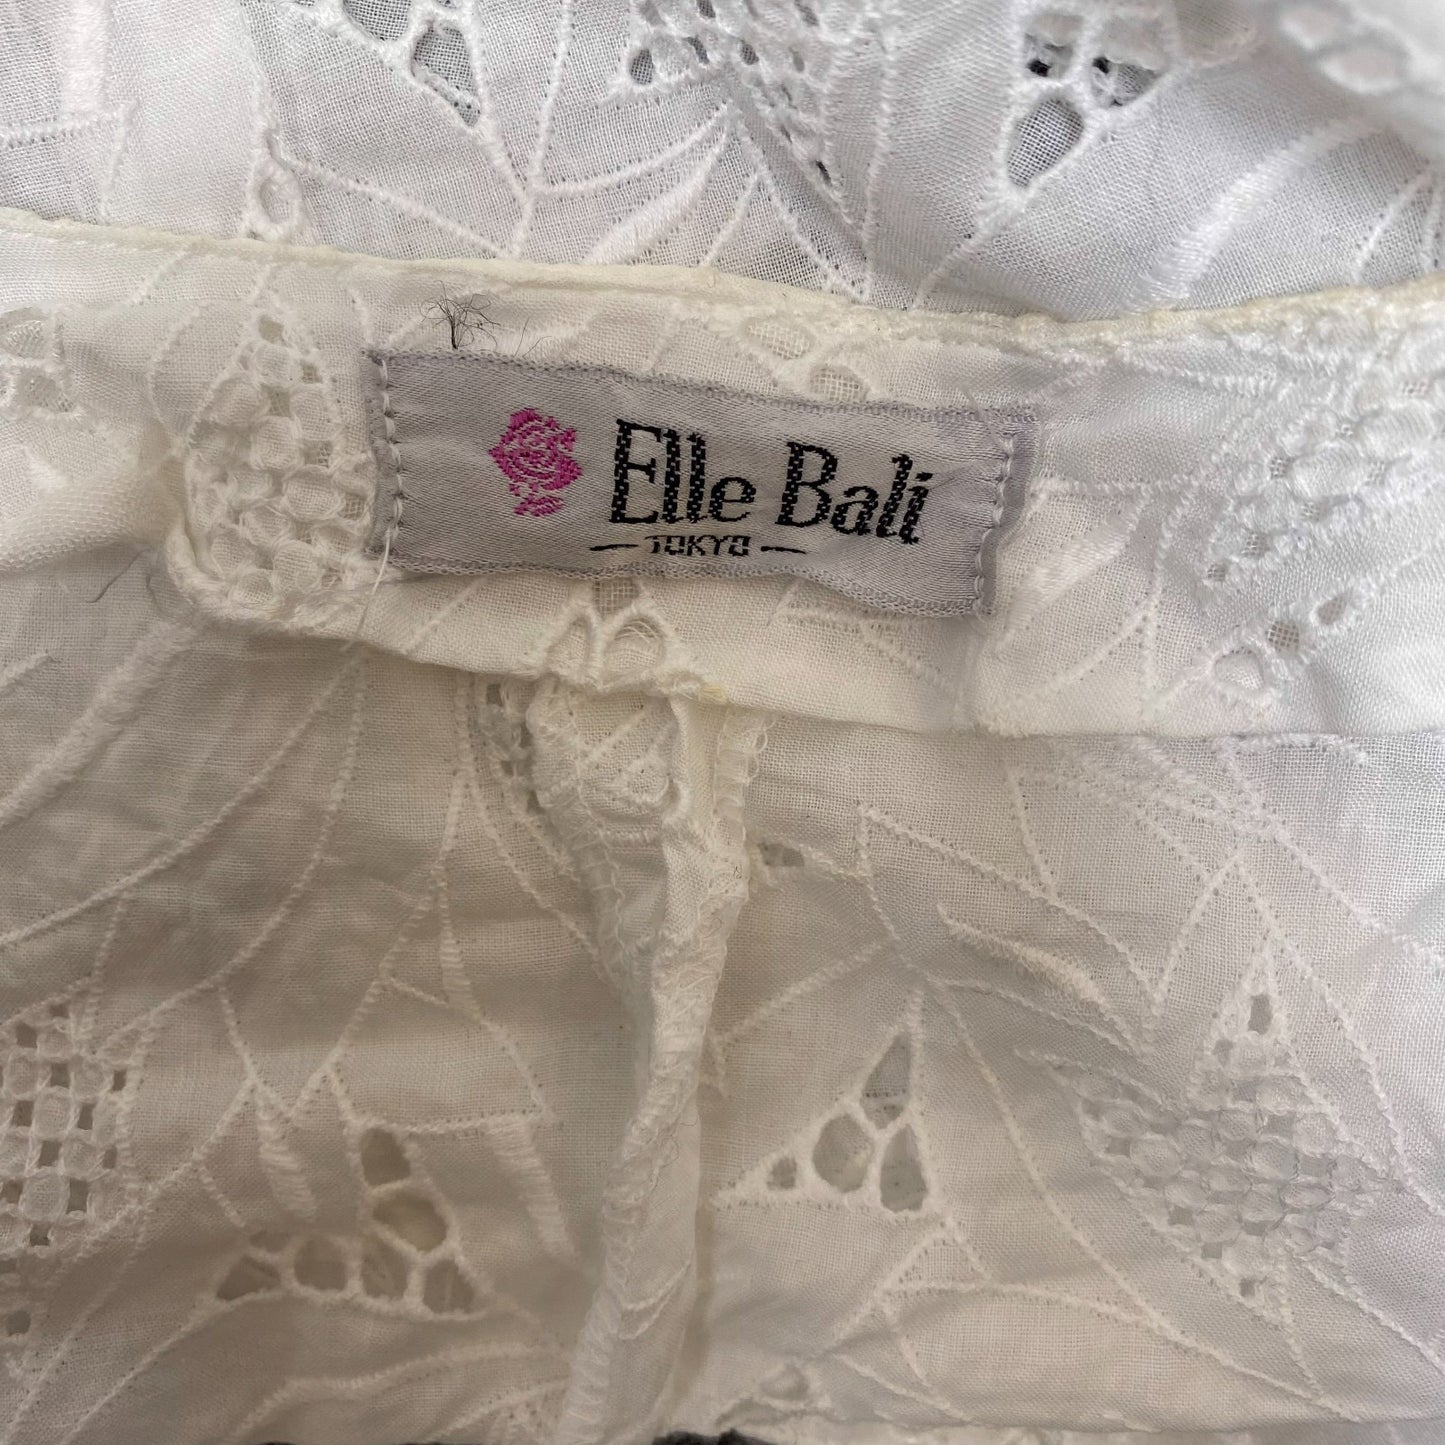 Elle Bali
— TOKYO —